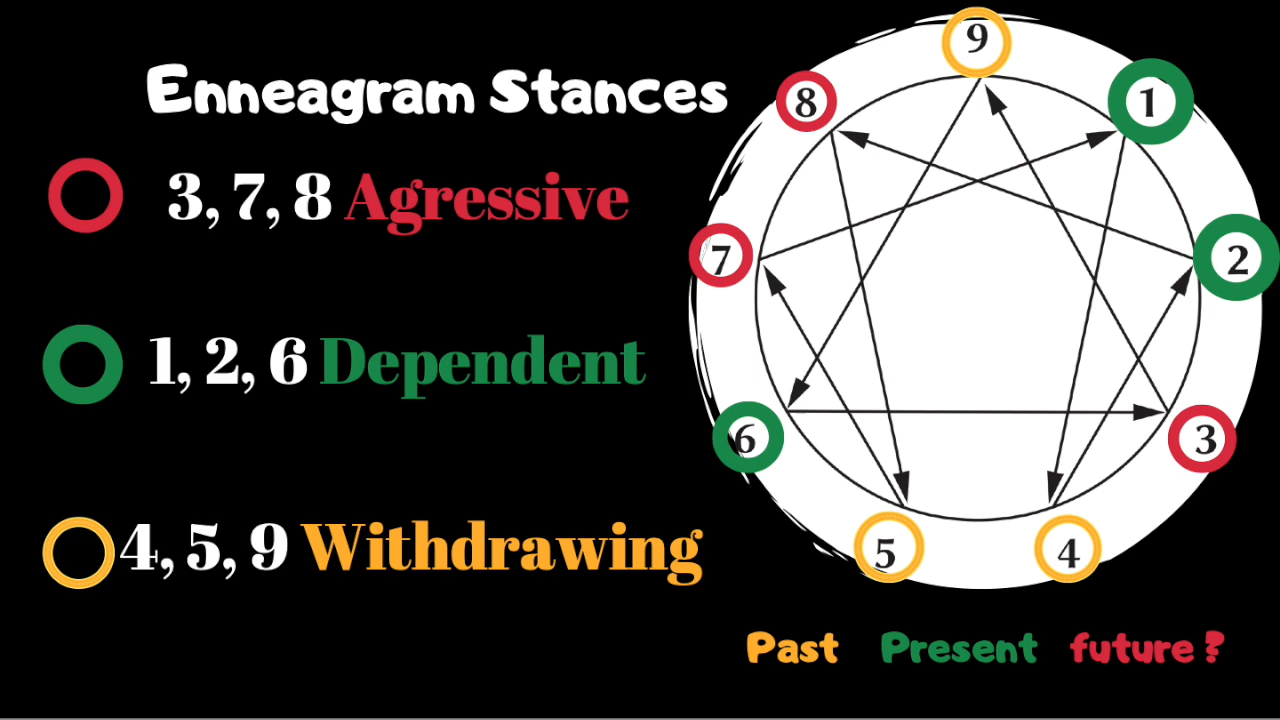 Enneagram Stances
3, 7, 8 Agressive
1, 2, 6 Dependent
4, 5, 9 Withdrawing
9
8
1
7
2
6
3
5
4
Past Present future ?